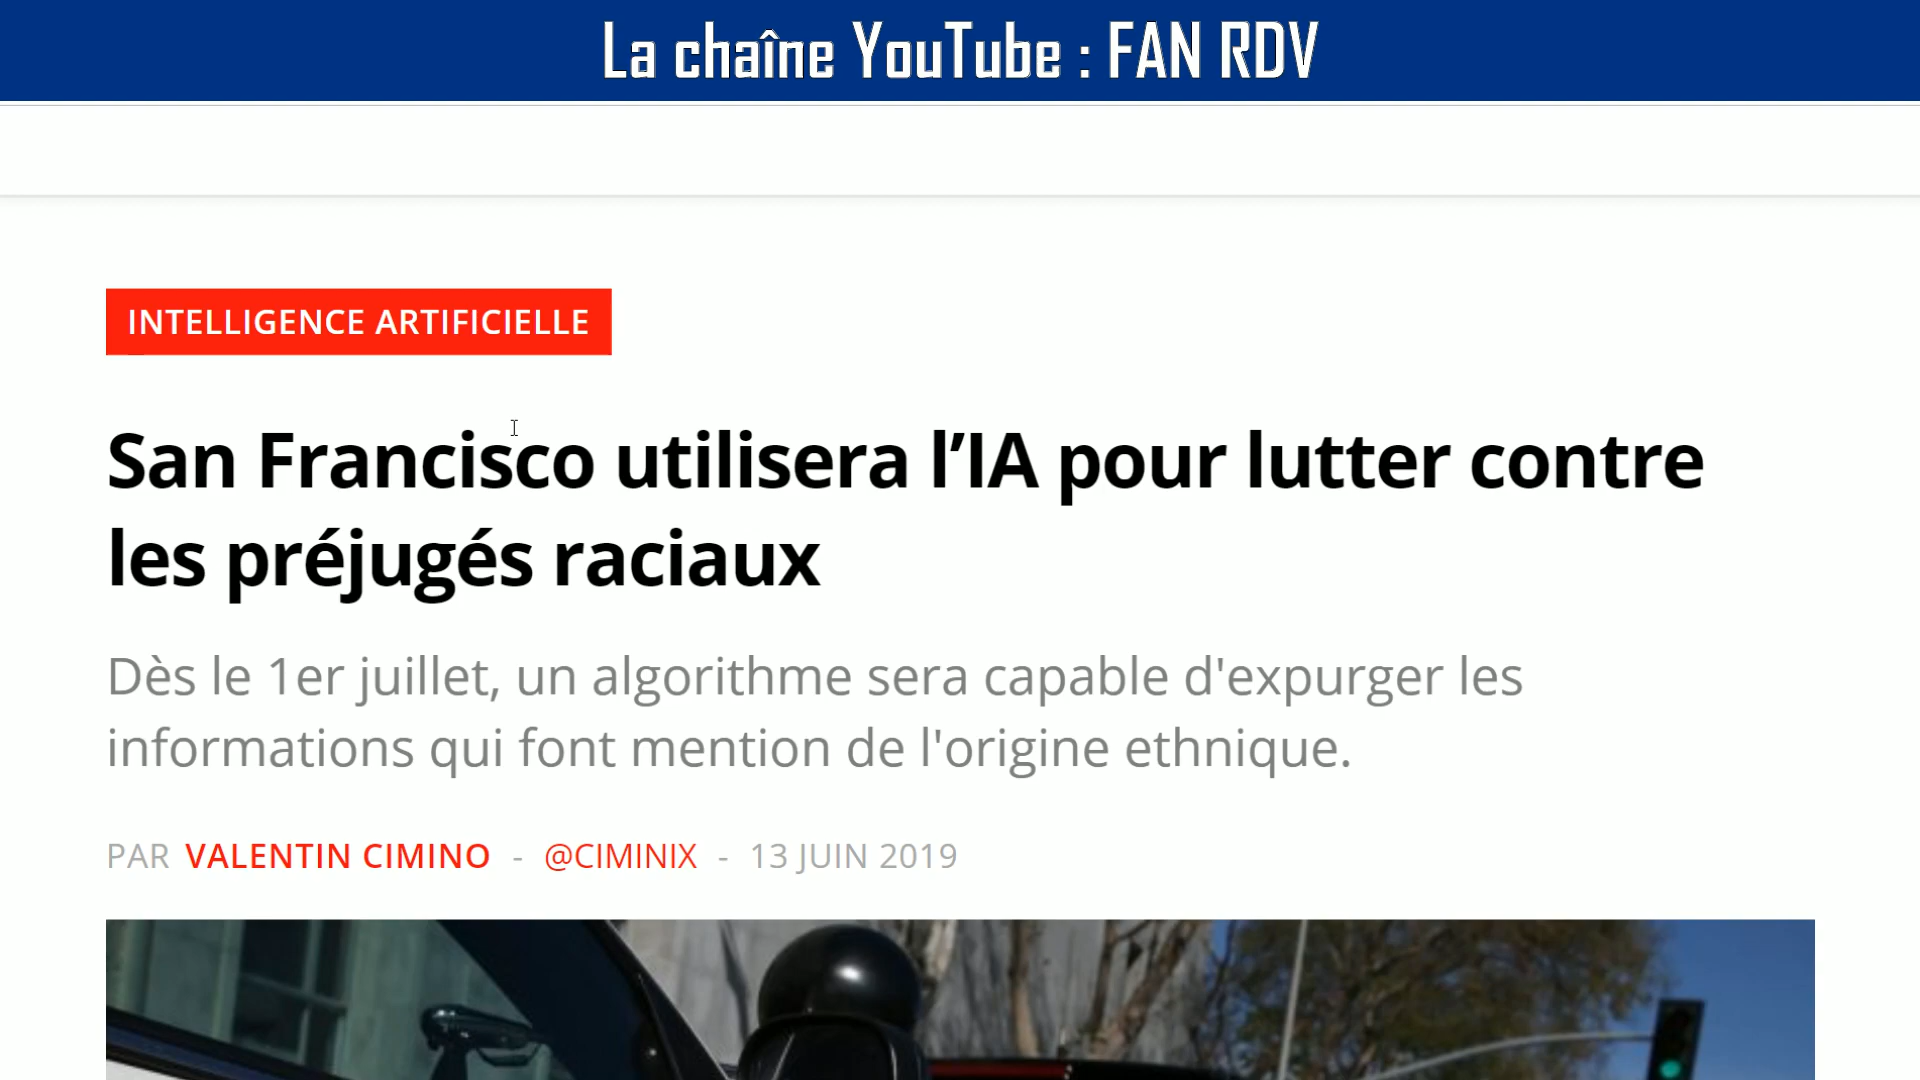 La chaîne YouTube : FAN RDV
INTELLIGENCE ARTIFICIELLE
San Francisco utilisera l’IA pour lutter contre
les préjugés raciaux
Dès le 1er juillet, un algorithme sera capable d'expurger les
informations qui font mention de l'origine ethnique.
PAR VALENTIN CIMINO - @CIMINIX - 13 JUIN 2019